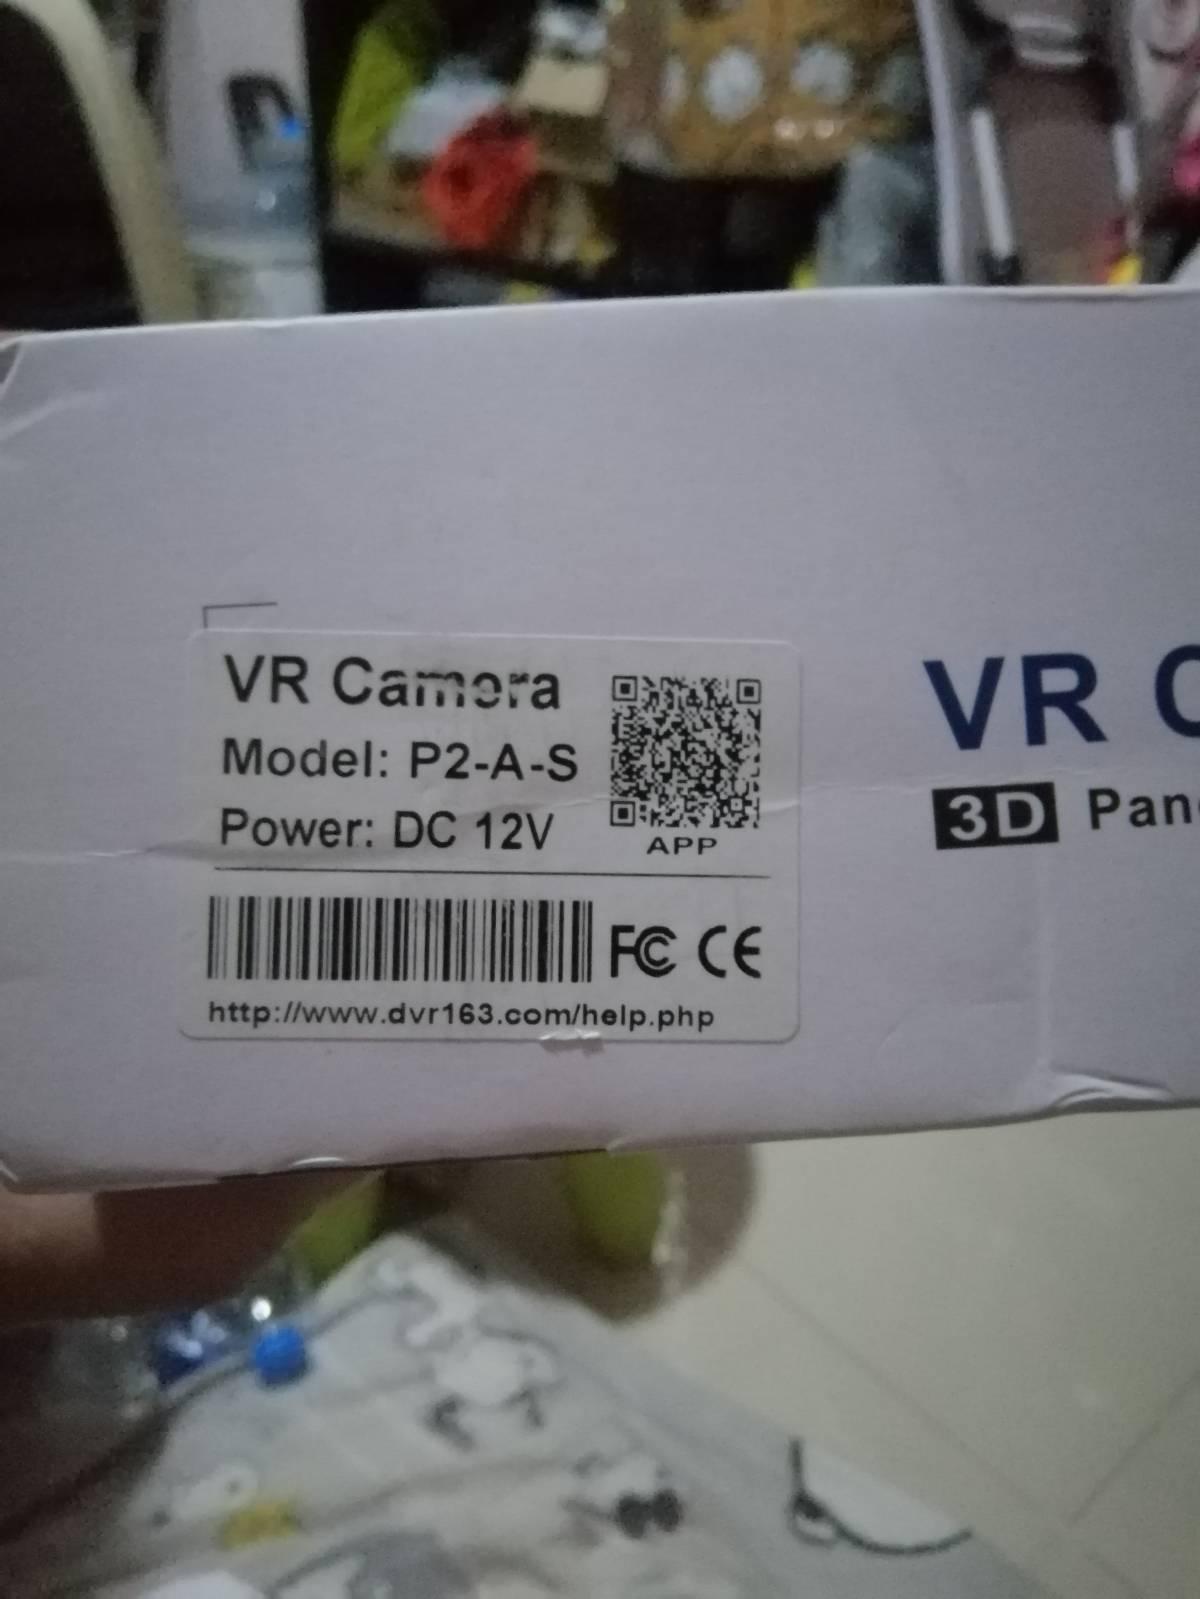 VR Camera
Model: P2-A-S
Power: DC 12V
APP
FC CE
http://www.dvr163.com/help.php
VR
3D Pan